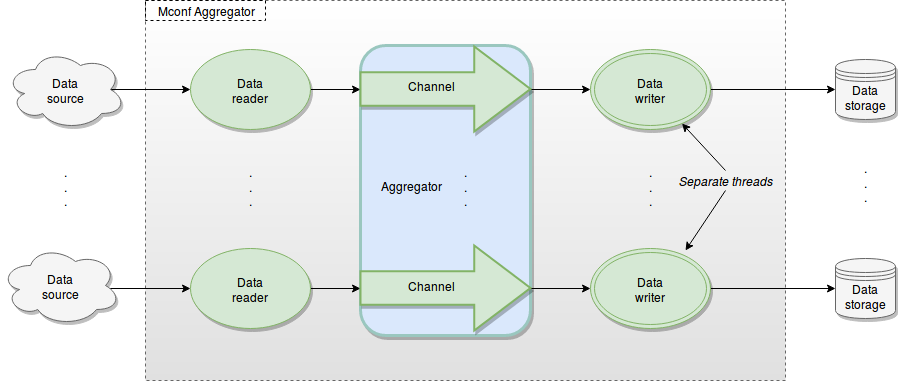 Mconf Aggregator
Data
source
Data
reader
Channel
Data
writer
Data
storage
Aggregator
Separate threads
Data
source
Data
reader
Channel
Data
writer
Data
storage